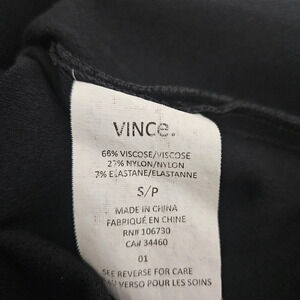 VINCE.
66% VISCOSE/VISCOSE
27% NYLON/NYLON
7% ELASTANE/ELASTANNE
S/P
MADE IN CHINA
FABRIQUÉ EN CHINE
RN# 106730
CA# 34460
01
SEE REVERSE FOR CARE
VERSO POUR LES SOINS